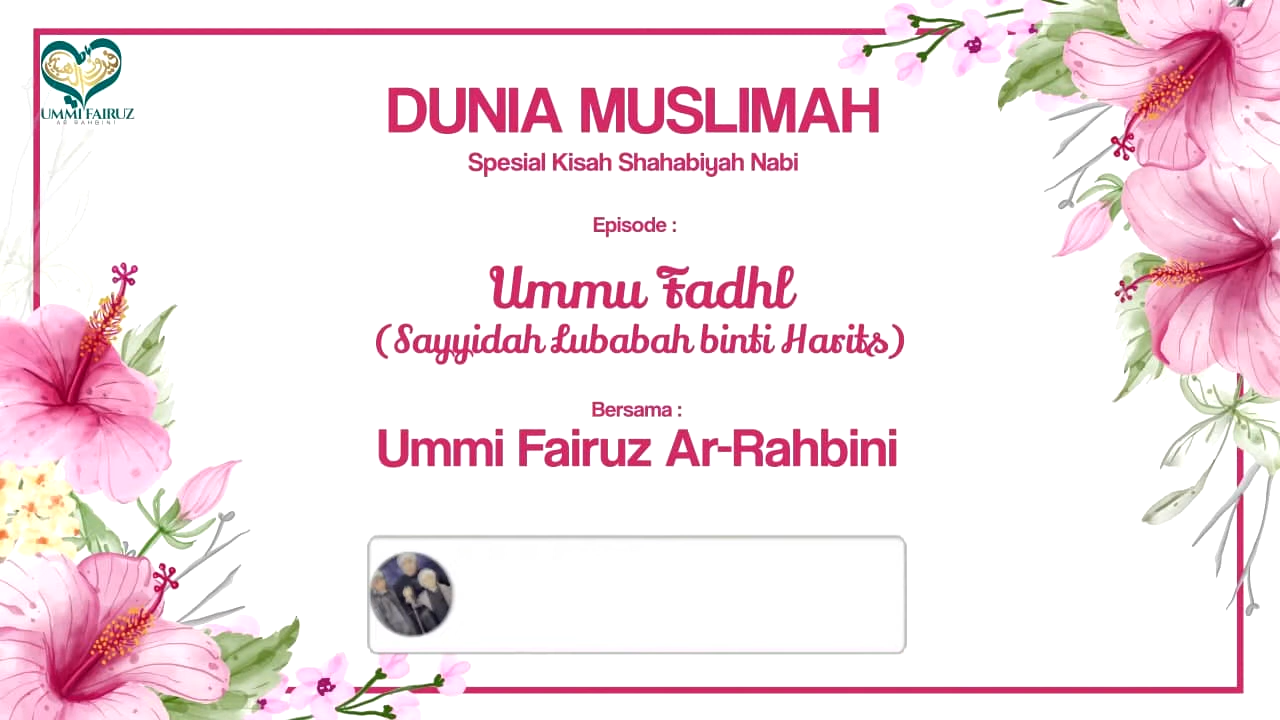 UMMI FAIRUZ
AR RAHBINI
DUNIA MUSLIMAH
Spesial Kisah Shahabiyah Nabi
Episode :
Ummu Fadhl
(Sayyidah Lubabah binti Harits)
Bersama :
Ummi Fairuz Ar-Rahbini